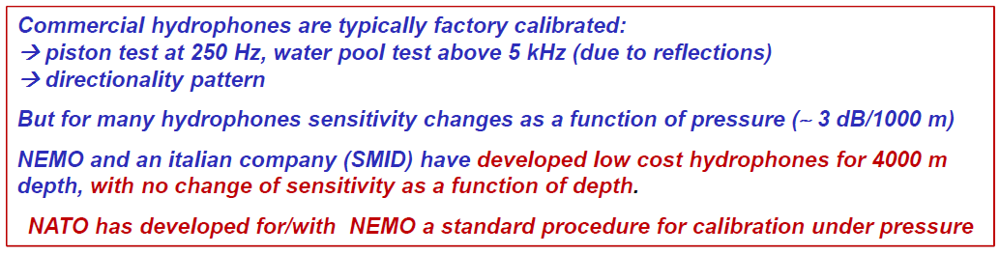 Commercial hydrophones are typically factory calibrated:
→ piston test at 250 Hz, water pool test above 5 kHz (due to reflections)
→ directionality pattern
But for many hydrophones sensitivity changes as a function of pressure (~ 3 dB/1000 m)
NEMO and an italian company (SMID) have developed low cost hydrophones for 4000 m
depth, with no change of sensitivity as a function of depth.
NATO has developed for/with NEMO a standard procedure for calibration under pressure